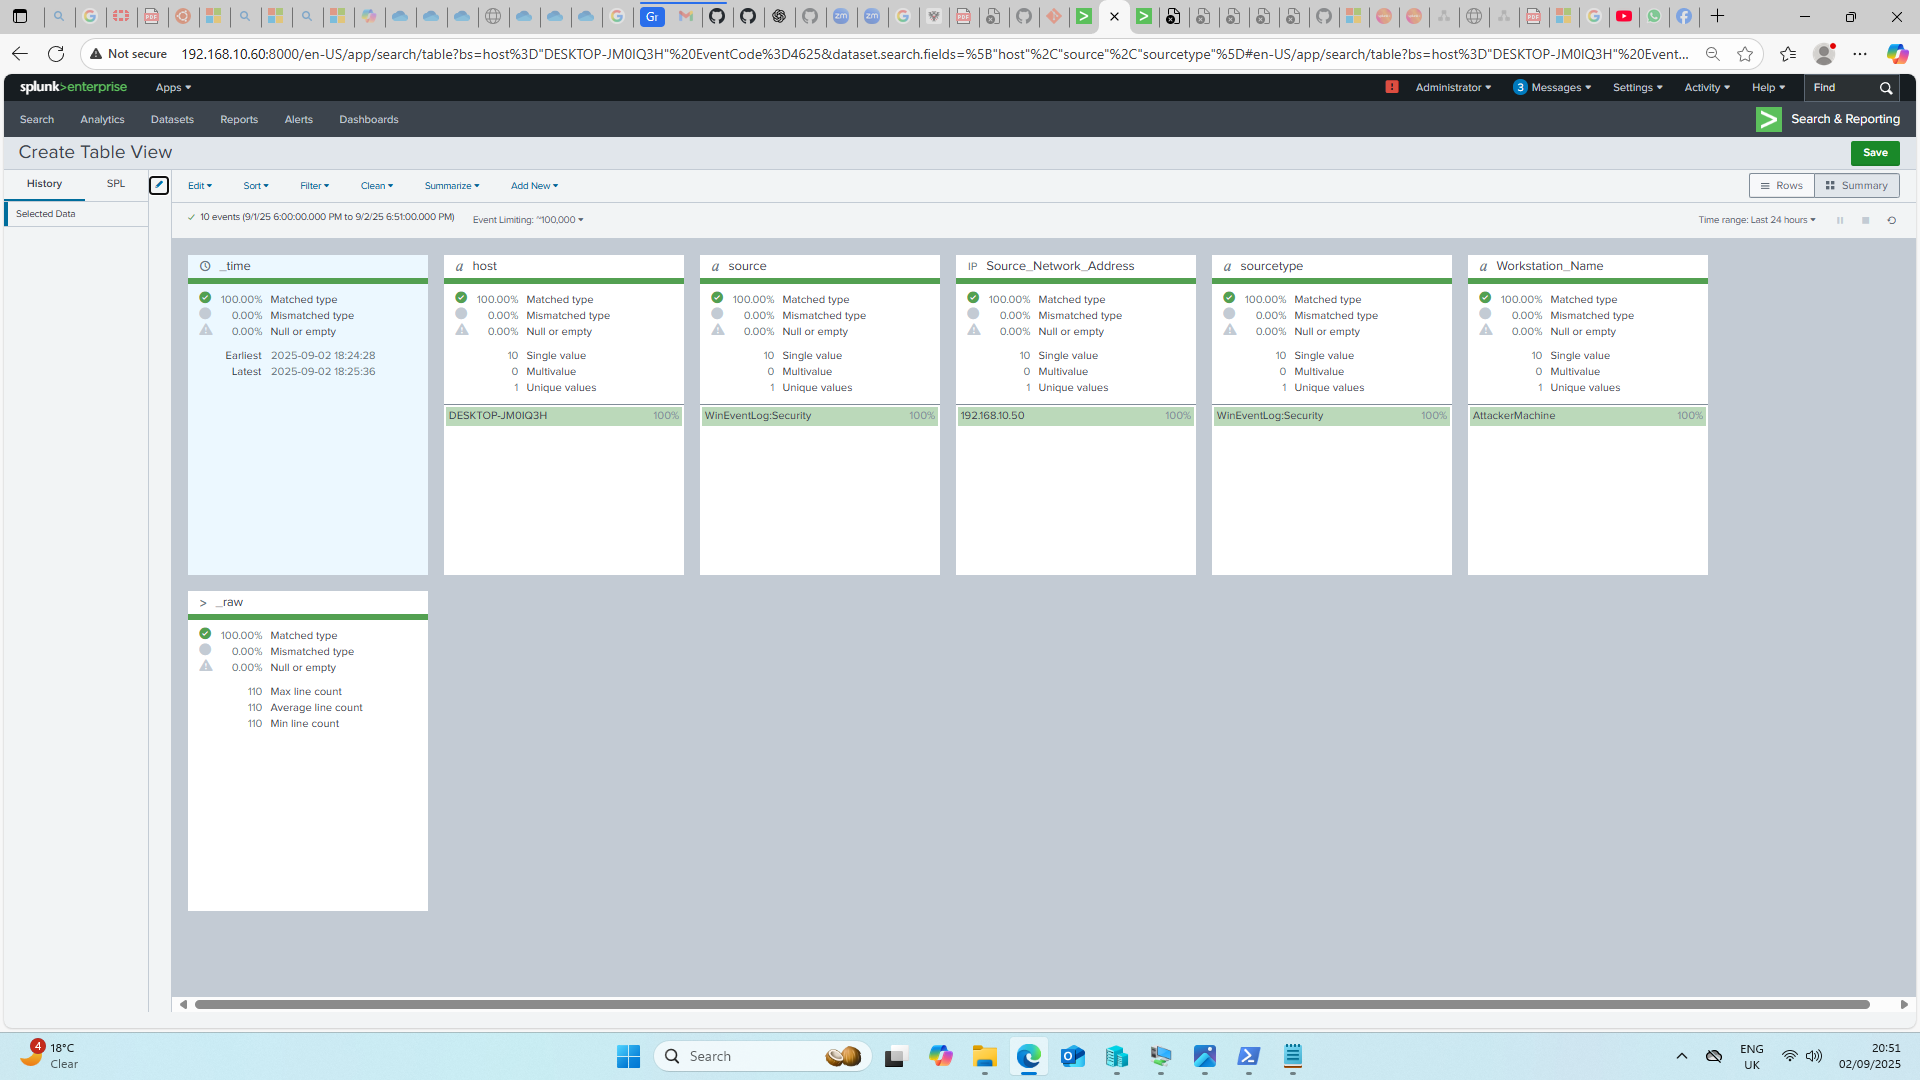 Gr
zm
zm
Not secure
192.168.10.60:8000/en-US/app/search/table?bs=host%3D"DESKTOP-JM0IQ3H"%20EventCode%3D4625&dataset.search.fields=%5B"host"%2C"source"%2C"sourcetype"%5D#en-US/app/search/table?bs=host%3D"DESKTOP-JM0IQ3H"%20Event...
splunk>enterprise
Apps
Administrator
3 Messages
Settings
Activity
Help
Find
Search
Analytics
Datasets
Reports
Alerts
Dashboards
Search & Reporting
Create Table View
Save
History
SPL
Edit
Sort
Filter
Clean
Summarize
Add New
Rows
Summary
Selected Data
10 events (9/1/25 6:00:00.000 PM to 9/2/25 6:51:00.000 PM)
Event Limiting: ~100,000
Time range: Last 24 hours
_time
100.00% Matched type
0.00% Mismatched type
0.00% Null or empty
Earliest 2025-09-02 18:24:28
Latest 2025-09-02 18:25:36
a host
100.00% Matched type
0.00% Mismatched type
0.00% Null or empty
10 Single value
0 Multivalue
1 Unique values
DESKTOP-JM0IQ3H 100%
a source
100.00% Matched type
0.00% Mismatched type
0.00% Null or empty
10 Single value
0 Multivalue
1 Unique values
WinEventLog:Security 100%
IP Source_Network_Address
100.00% Matched type
0.00% Mismatched type
0.00% Null or empty
10 Single value
0 Multivalue
1 Unique values
192.168.10.50 100%
a sourcetype
100.00% Matched type
0.00% Mismatched type
0.00% Null or empty
10 Single value
0 Multivalue
1 Unique values
WinEventLog:Security 100%
a Workstation_Name
100.00% Matched type
0.00% Mismatched type
0.00% Null or empty
10 Single value
0 Multivalue
1 Unique values
AttackerMachine 100%
> _raw
100.00% Matched type
0.00% Mismatched type
0.00% Null or empty
110 Max line count
110 Average line count
110 Min line count
4
18°C
Clear
Search
ENG
UK
20:51
02/09/2025